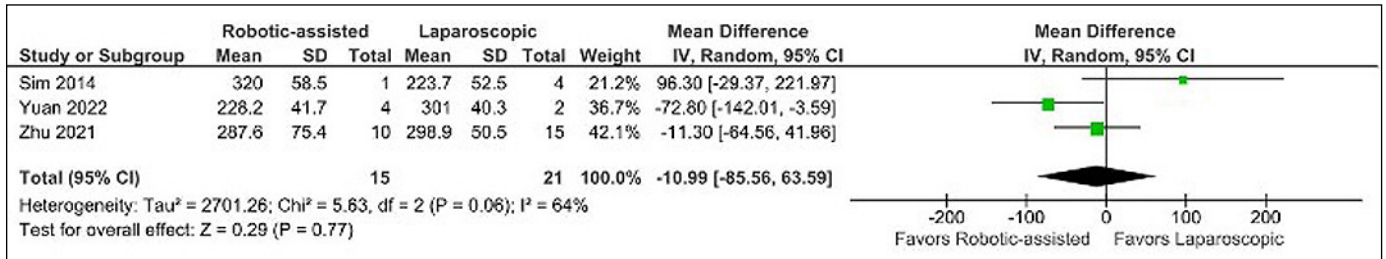 Robotic-assisted Laparoscopic Mean Difference Mean Difference
Study or Subgroup Mean SD Total Mean SD Total Weight IV, Random, 95% CI IV, Random, 95% CI
Sim 2014 320 58.5 1 223.7 52.5 4 21.2% 96.30 [-29.37, 221.97]
Yuan 2022 228.2 41.7 4 301 40.3 2 36.7% -72.80 [-142.01, -3.59]
Zhu 2021 287.6 75.4 10 298.9 50.5 15 42.1% -11.30 [-64.56, 41.96]
Total (95% CI) 15 21 100.0% -10.99 [-85.56, 63.59]
Heterogeneity: Tau² = 2701.26; Chi² = 5.63, df = 2 (P = 0.06); I² = 64%
Test for overall effect: Z = 0.29 (P = 0.77)
-200 -100 0 100 200
Favors Robotic-assisted Favors Laparoscopic